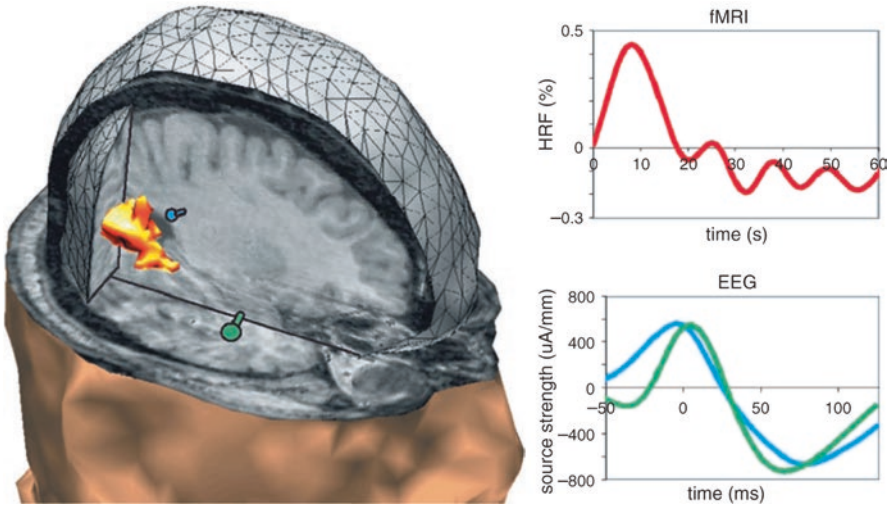 fMRI
0.5
HRF (%)
0
0 10 20 30 40 50 60
–0.3
time (s)
EEG
800
source strength (uA/mm)
400
0
–50 0 50 100
–400
–800
time (ms)